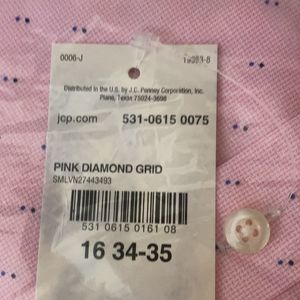 0006-J
Distributed in the U.S. by J.C. Penney Corporation, Inc.
Plano, Texas 75024-3698
jcp.com 531-0615 0075
PINK DIAMOND GRID
SMLVN27443493
531 0615 0161 08
16 34-35